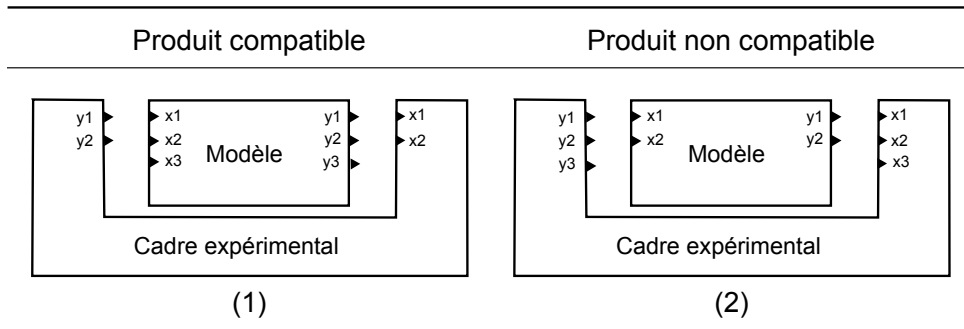 Produit compatible Produit non compatible
y1 x1 y1 x1 y1 x1 y1 x1
y2 x2 y2 x2 y2 x2 y2 x2
x3 Modèle y3 y3 Modèle x3
Cadre expérimental Cadre expérimental
(1) (2)